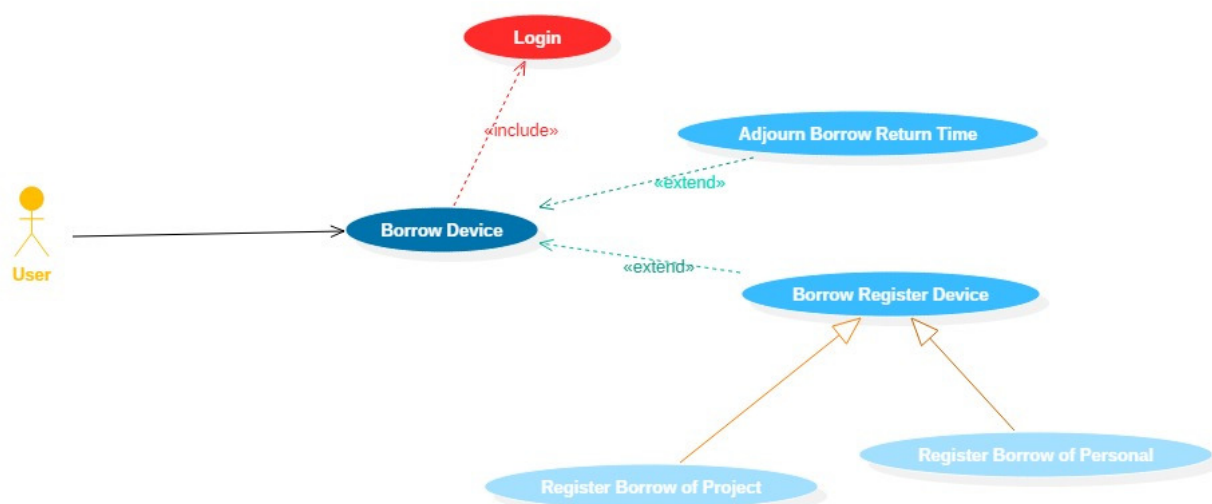 Login
«include»
Adjourn Borrow Return Time
«extend»
Borrow Device
«extend»
User
Borrow Register Device
Register Borrow of Personal
Register Borrow of Project